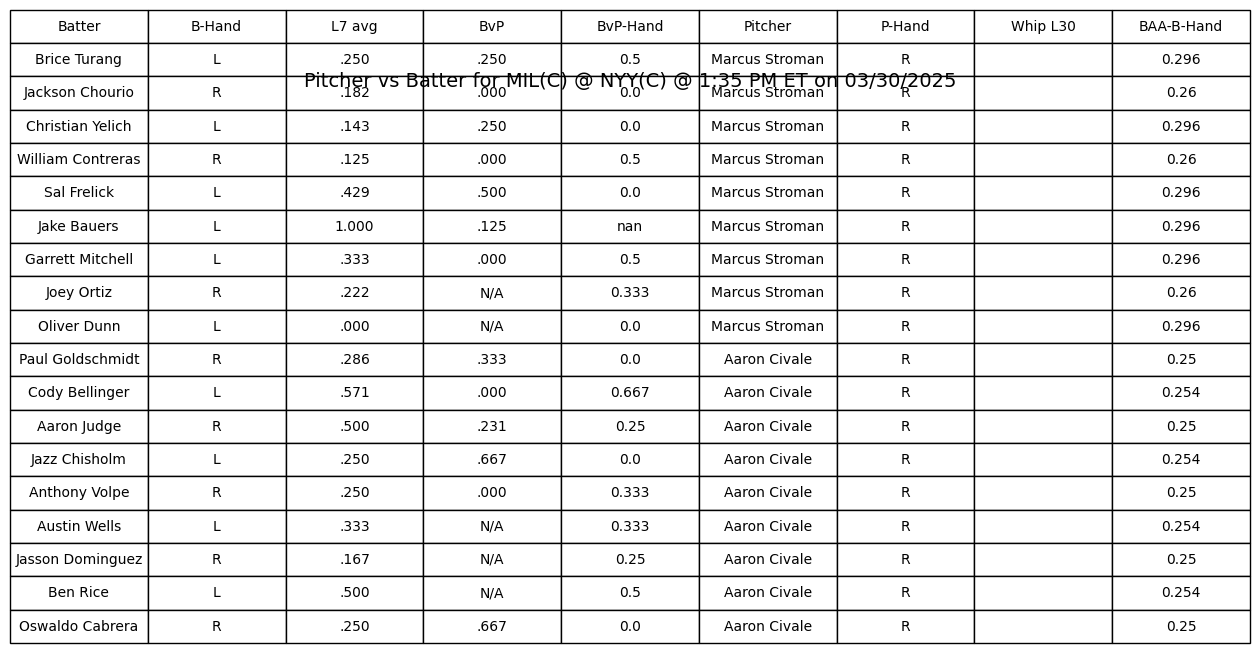 Batter B-Hand L7 avg BvP BvP-Hand Pitcher P-Hand Whip L30 BAA-B-Hand
Brice Turang L .250 .250 0.5 Marcus Stroman R 0.296
Pitcher vs Batter for MIL(C) @ NYY(C) @ 1:35 PM ET on 03/30/2025
Jackson Chourio R .182 .000 0.0 Marcus Stroman R 0.26
Christian Yelich L .143 .250 0.0 Marcus Stroman R 0.296
William Contreras R .125 .000 0.5 Marcus Stroman R 0.26
Sal Frelick L .429 .500 0.0 Marcus Stroman R 0.296
Jake Bauers L 1.000 .125 nan Marcus Stroman R 0.296
Garrett Mitchell L .333 .000 0.5 Marcus Stroman R 0.296
Joey Ortiz R .222 N/A 0.333 Marcus Stroman R 0.26
Oliver Dunn L .000 N/A 0.0 Marcus Stroman R 0.296
Paul Goldschmidt R .286 .333 0.0 Aaron Civale R 0.25
Cody Bellinger L .571 .000 0.667 Aaron Civale R 0.254
Aaron Judge R .500 .231 0.25 Aaron Civale R 0.25
Jazz Chisholm L .250 .667 0.0 Aaron Civale R 0.254
Anthony Volpe R .250 .000 0.333 Aaron Civale R 0.25
Austin Wells L .333 N/A 0.333 Aaron Civale R 0.254
Jasson Dominguez R .167 N/A 0.25 Aaron Civale R 0.25
Ben Rice L .500 N/A 0.5 Aaron Civale R 0.254
Oswaldo Cabrera R .250 .667 0.0 Aaron Civale R 0.25